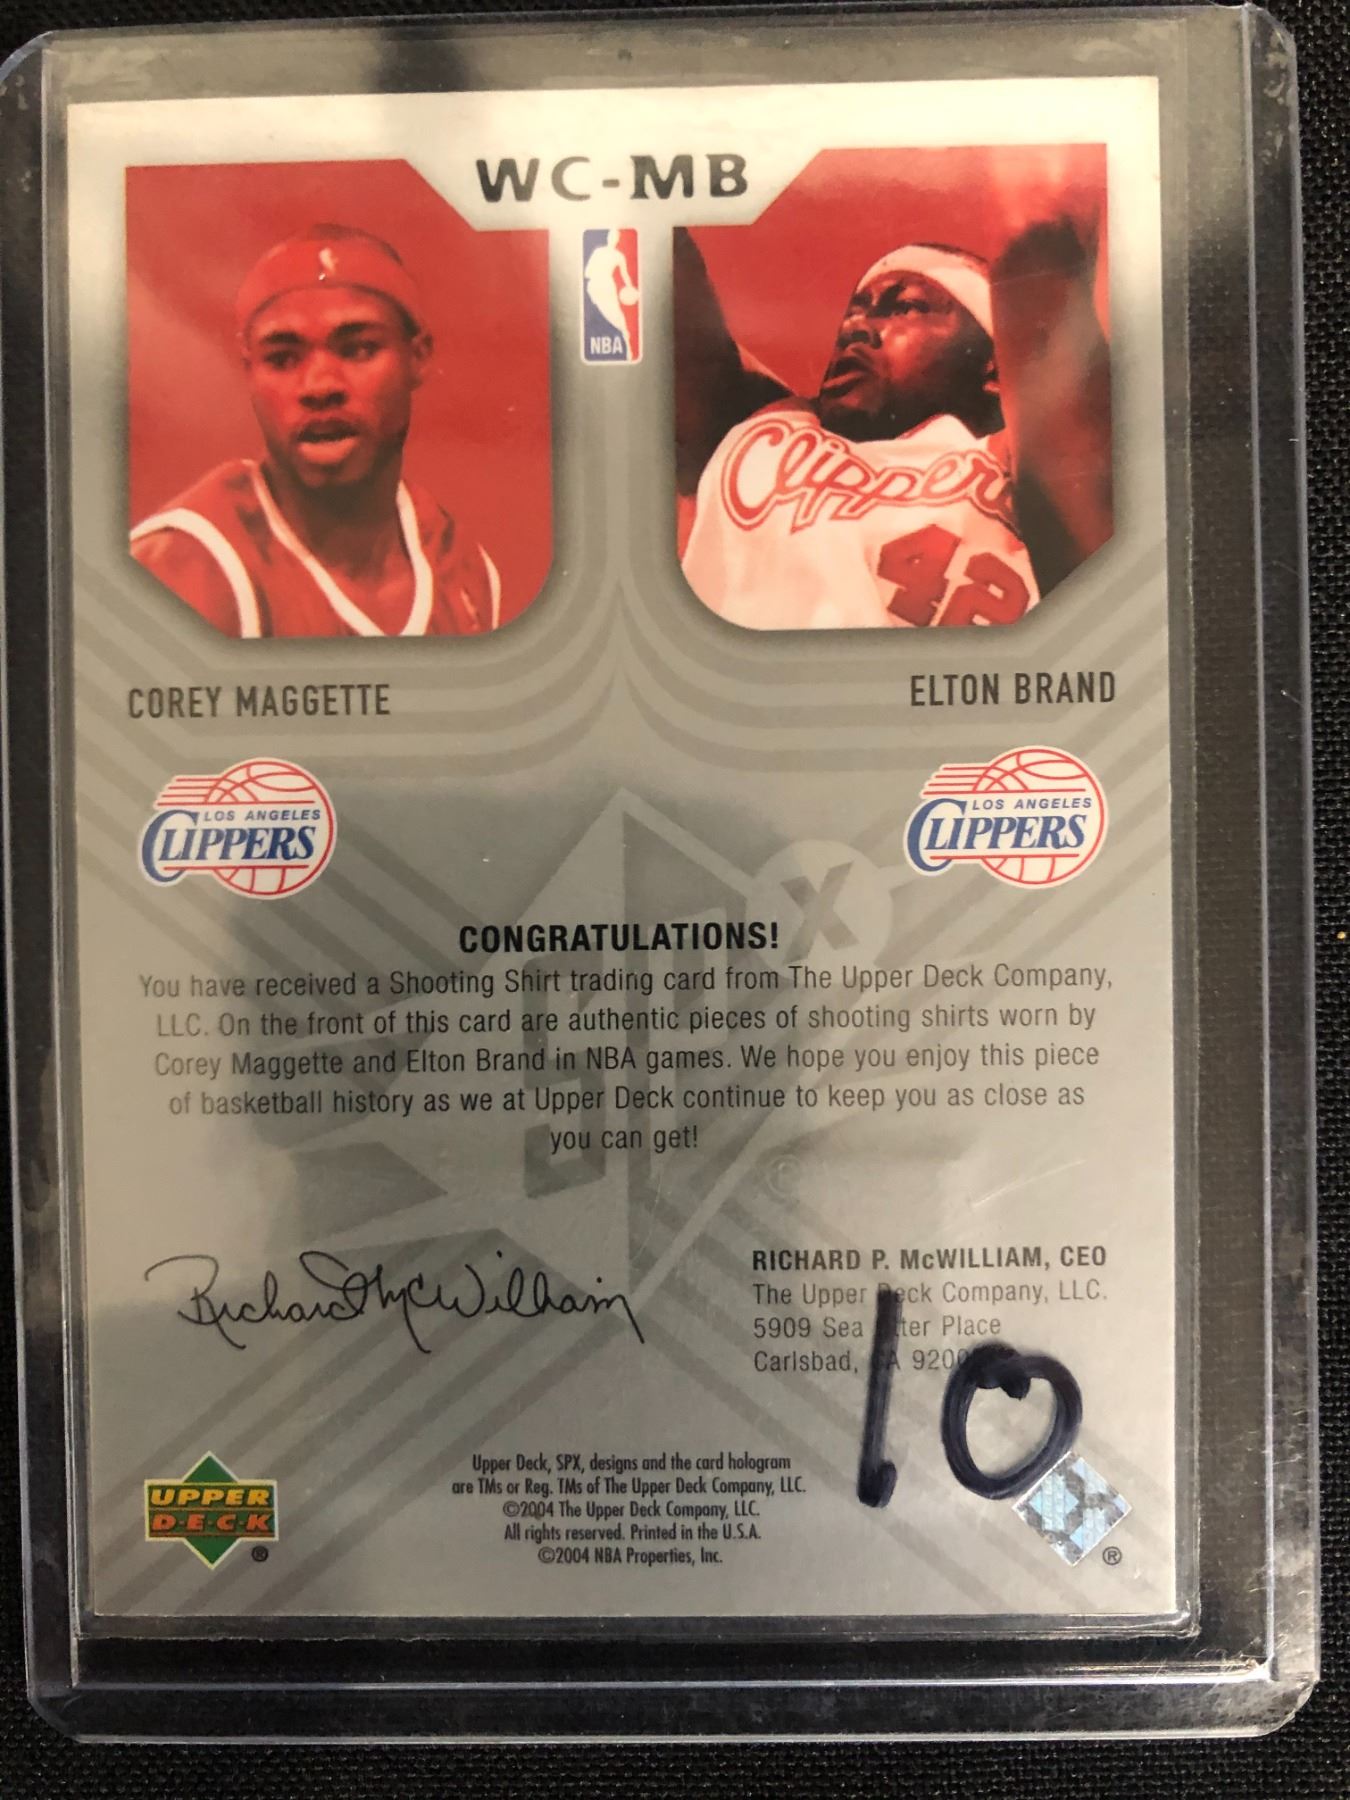 WC-MB
NBA
Clippers
42
COREY MAGGETTE
ELTON BRAND
LOS ANGELES
CLIPPERS
LOS ANGELES
CLIPPERS
SPX
CONGRATULATIONS!
You have received a Shooting Shirt trading card from The Upper Deck Company,
LLC. On the front of this card are authentic pieces of shooting shirts worn by
Corey Maggette and Elton Brand in NBA games. We hope you enjoy this piece
of basketball history as we at Upper Deck continue to keep you as close as
you can get!
Richard P. McWilliam
RICHARD P. McWILLIAM, CEO
The Upper Deck Company, LLC.
5909 Sea Place
Carlsbad, CA
10
Upper Deck, SPX, designs and the card hologram
are TMs or Reg. TMs of The Upper Deck Company, LLC.
©2004 The Upper Deck Company, LLC.
All rights reserved. Printed in the U.S.A.
©2004 NBA Properties, Inc.
UPPER
D·E·C·K
®
®